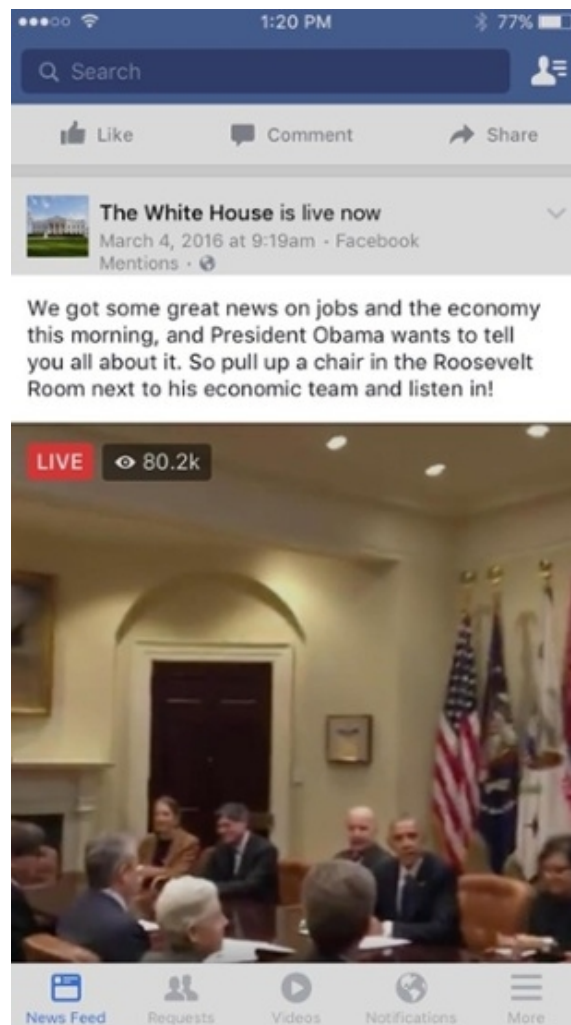 1:20 PM
77%
Search
Like Comment Share
The White House is live now
March 4, 2016 at 9:19am · Facebook
Mentions ·
We got some great news on jobs and the economy
this morning, and President Obama wants to tell
you all about it. So pull up a chair in the Roosevelt
Room next to his economic team and listen in!
LIVE 80.2k
News Feed Requests Videos Notifications More